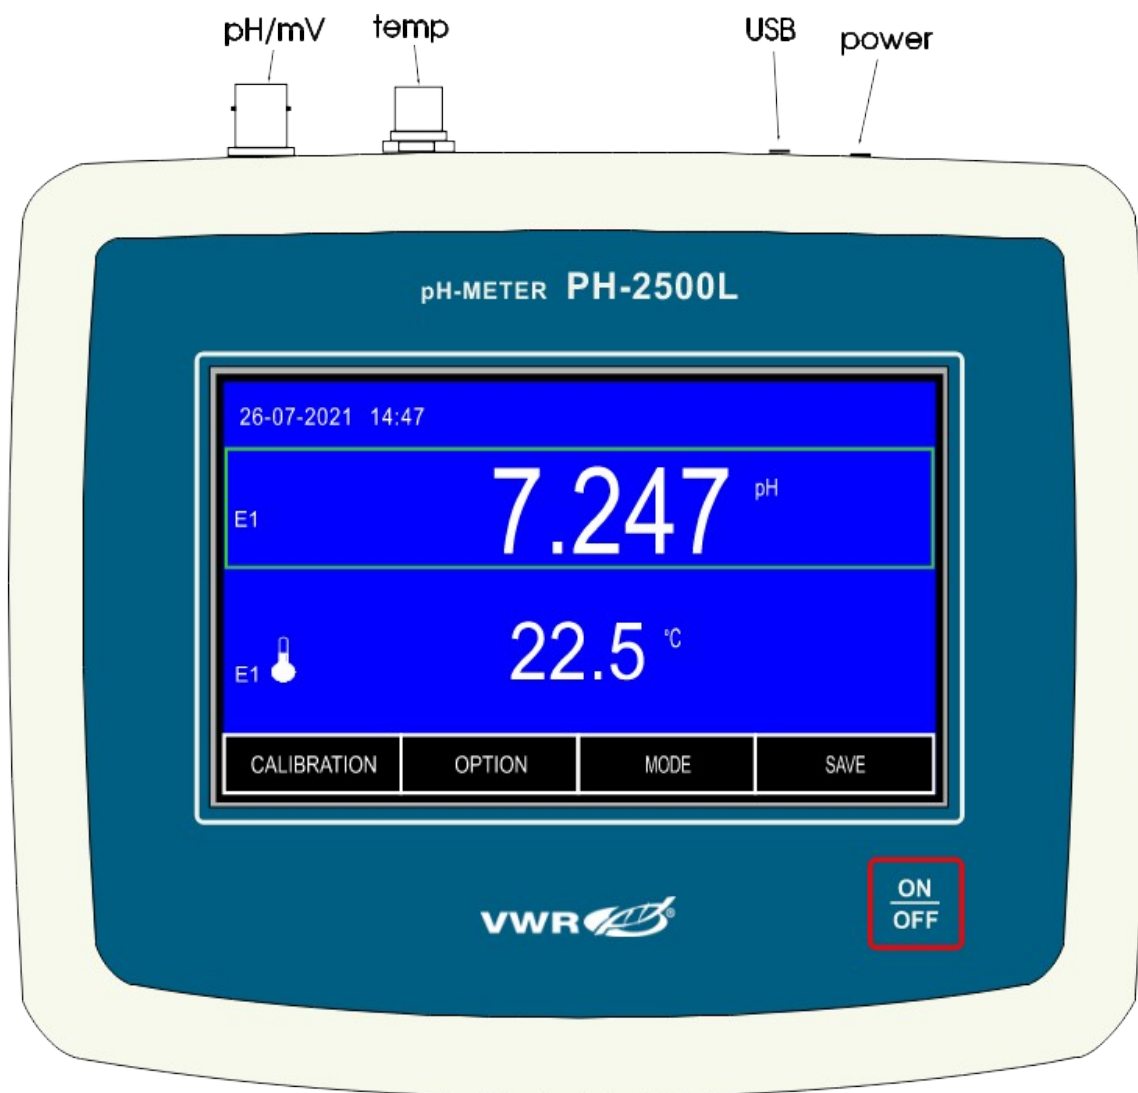 pH/mV temp USB power
pH-METER PH-2500L
26-07-2021 14:47
E1 7.247 pH
E1 22.5 °C
CALIBRATION OPTION MODE SAVE
VWR®
ON
OFF